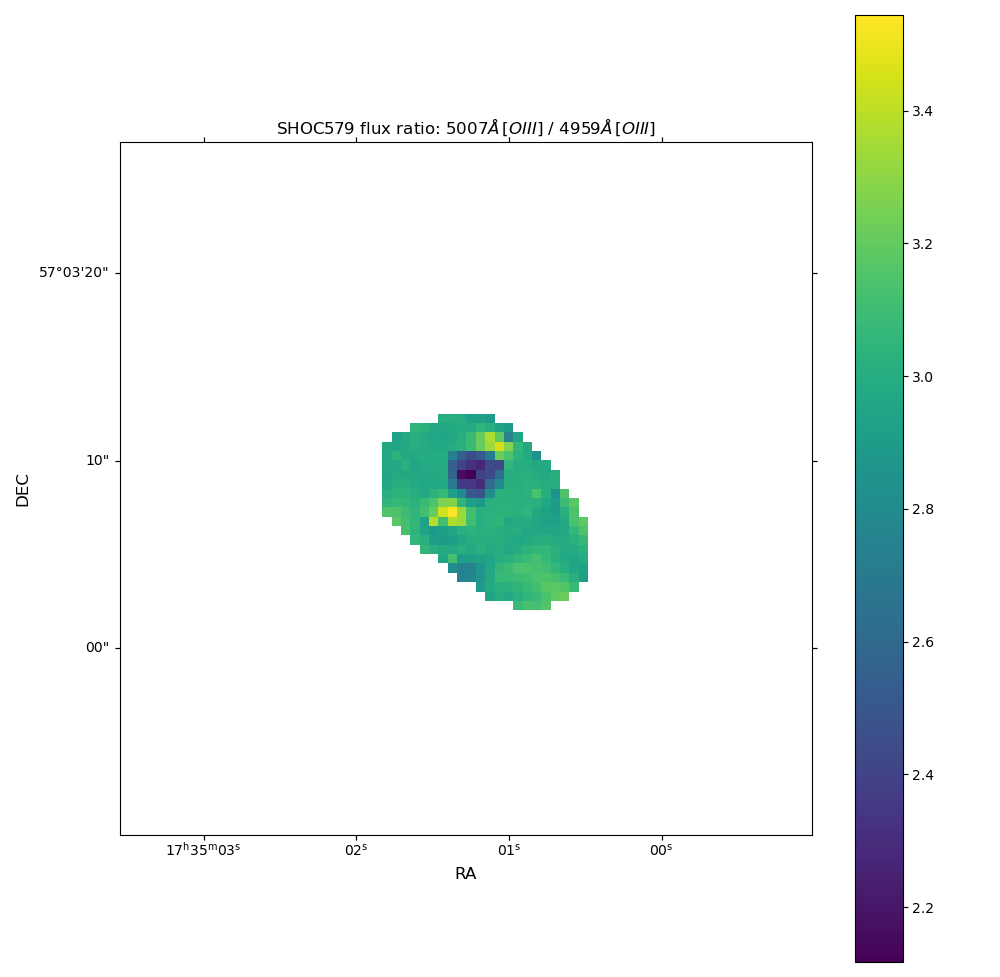 SHOC579 flux ratio: 5007Å[OIII] / 4959Å[OIII]
3.4
57°03'20"
3.2
3.0
10"
DEC
2.8
00"
2.6
2.4
17ʰ35ᵐ03ˢ 02ˢ 01ˢ 00ˢ
RA
2.2